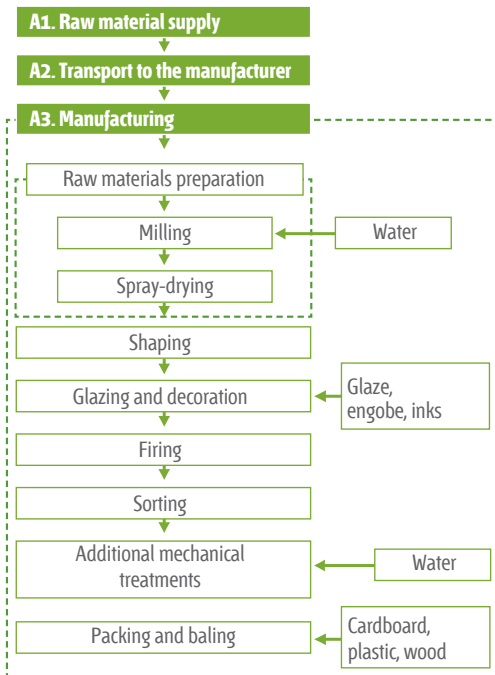 A1. Raw material supply
A2. Transport to the manufacturer
A3. Manufacturing
Raw materials preparation
Milling
Water
Spray-drying
Shaping
Glazing and decoration
Glaze,
engobe, inks
Firing
Sorting
Additional mechanical
treatments
Water
Packing and baling
Cardboard,
plastic, wood